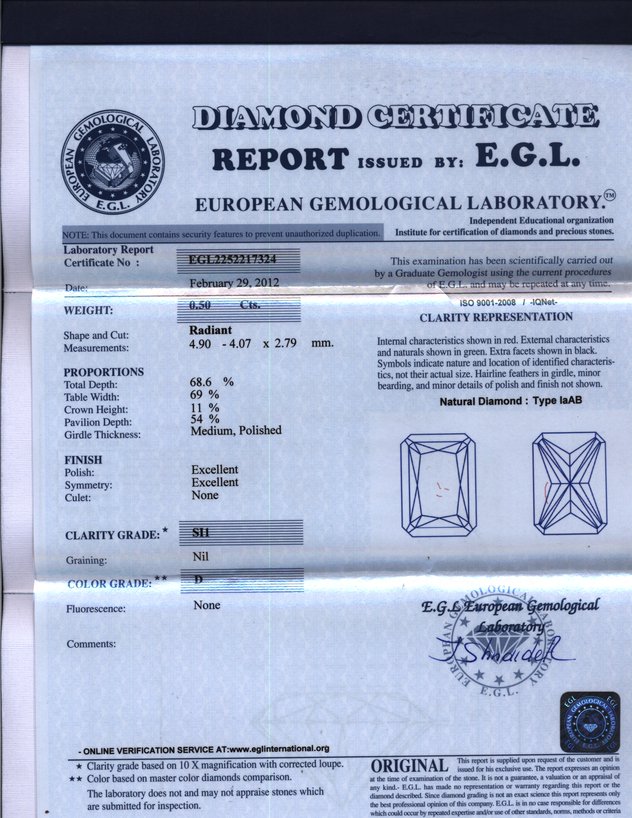 DIAMOND CERTIFICATE
REPORT ISSUED BY: E.G.L.
EUROPEAN GEMOLOGICAL LABORATORY.™
EUROPEAN GEMOLOGICAL LABORATORY
E.G.L.
Independent Educational organization
Institute for certification of diamonds and precious stones.
NOTE: This document contains security features to prevent unauthorized duplication.
Laboratory Report
Certificate No : EGL2252217324
Date: February 29, 2012
WEIGHT: 0.50 Cts.
Shape and Cut: Radiant
Measurements: 4.90 - 4.07 x 2.79 mm.
PROPORTIONS
Total Depth: 68.6 %
Table Width: 69 %
Crown Height: 11 %
Pavilion Depth: 54 %
Girdle Thickness: Medium, Polished
FINISH
Polish: Excellent
Symmetry: Excellent
Culet: None
CLARITY GRADE: * SI1
Graining: Nil
COLOR GRADE: ** D
Fluorescence: None
Comments:
This examination has been scientifically carried out
by a Graduate Gemologist using the current procedures
of E.G.L. and may be repeated at any time.
ISO 9001-2008 / -IQNet-
CLARITY REPRESENTATION
Internal characteristics shown in red. External characteristics
and naturals shown in green. Extra facets shown in black.
Symbols indicate nature and location of identified characteris-
tics, not their actual size. Hairline feathers in girdle, minor
bearding, and minor details of polish and finish not shown.
Natural Diamond : Type IaAB
E.G.L European Gemological
Laboratory
EUROPEAN GEMOLOGICAL LABORATORY
E.G.L.
EGL EGL
E.G.L.
- ONLINE VERIFICATION SERVICE AT:www.eglinternational.org
★ Clarity grade based on 10 X magnification with corrected loupe.
★★ Color based on master color diamonds comparison.
The laboratory does not and may not appraise stones which
are submitted for inspection.
ORIGINAL This report is supplied upon request of the customer and is
issued for his exclusive use. The report expresses an opinion
at the time of examination of the stone. It is not a guarantee, a valuation or an appraisal of
any kind.- E.G.L. has made no representation or warranty regarding this report or the
diamond described. Since diamond grading is not an exact science this report represents only
the best professional opinion of this company. E.G.L. is in no case responsible for differences
which could occur by repeated expertise and/or use of other standards, norms, methods or criteria